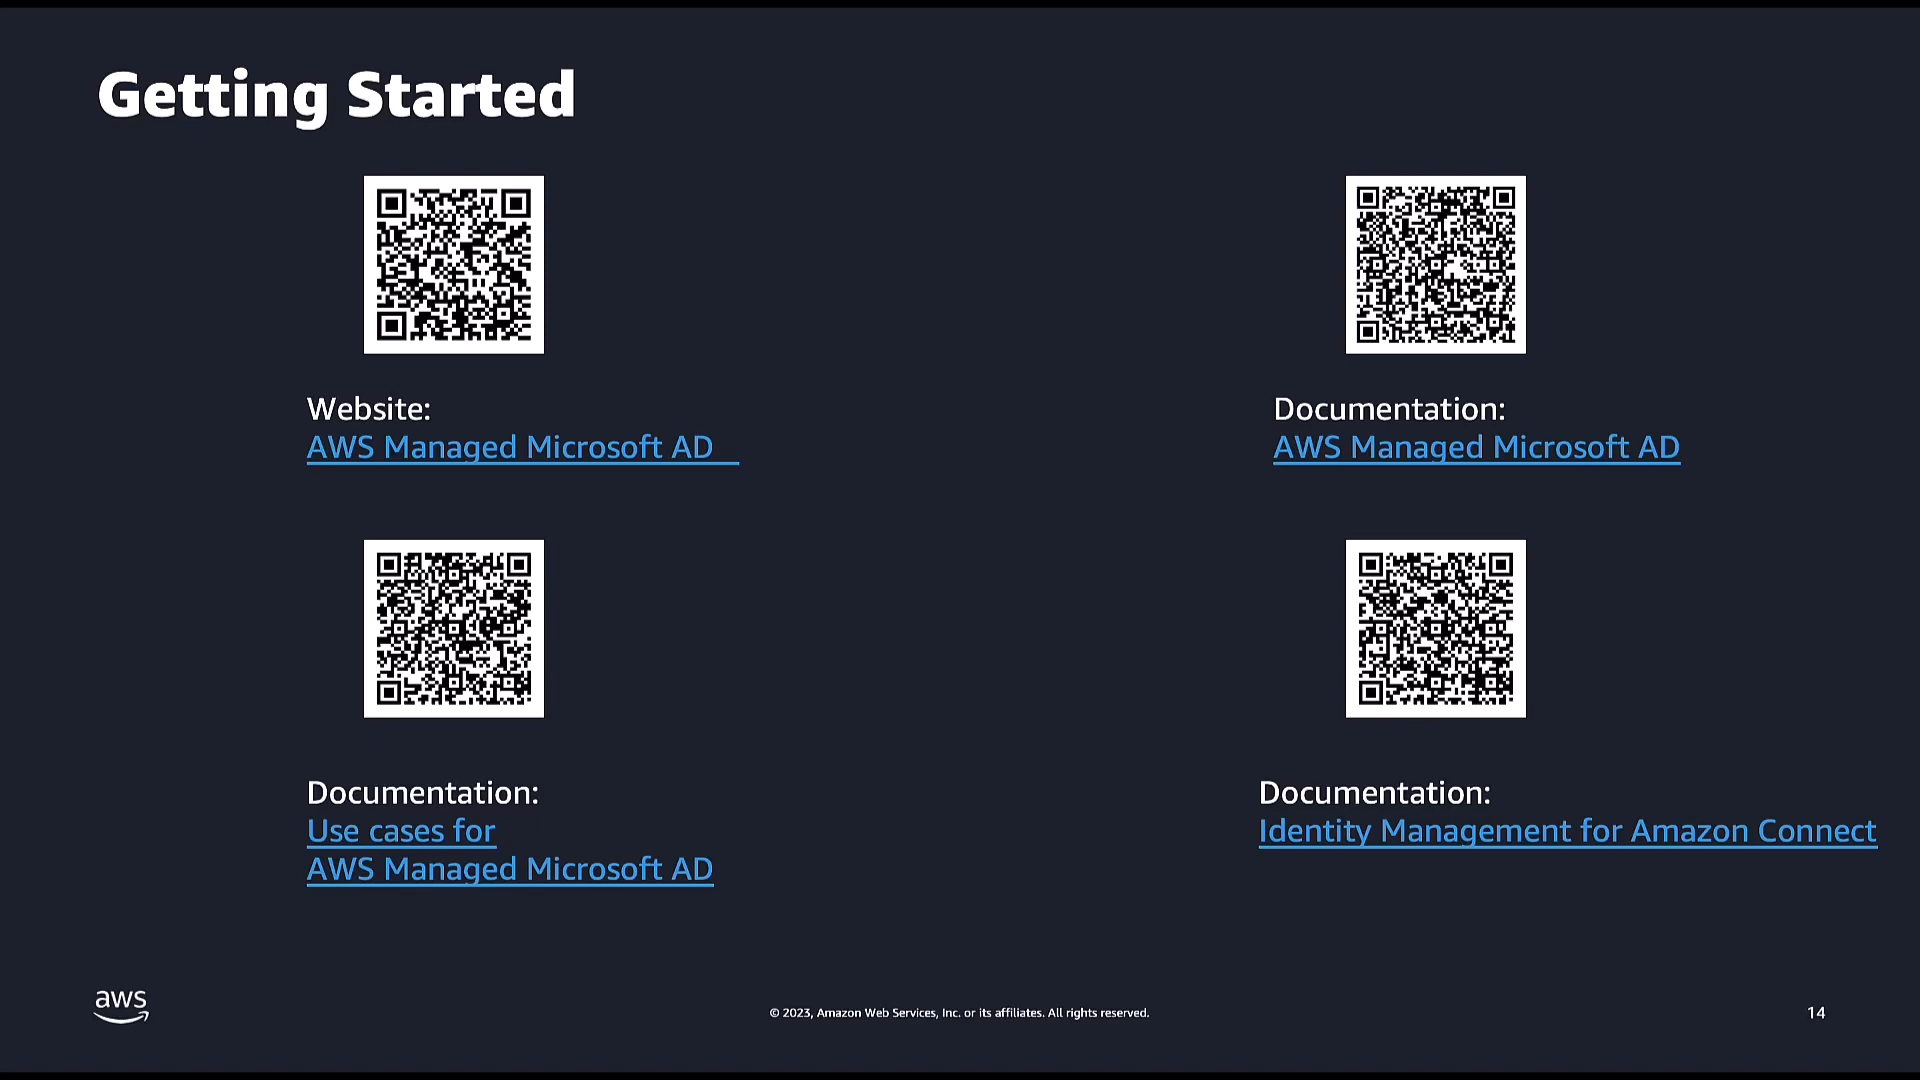 Getting Started
Website:
AWS Managed Microsoft AD
Documentation:
AWS Managed Microsoft AD
Documentation:
Use cases for
AWS Managed Microsoft AD
Documentation:
Identity Management for Amazon Connect
aws
© 2023, Amazon Web Services, Inc. or its affiliates. All rights reserved.
14